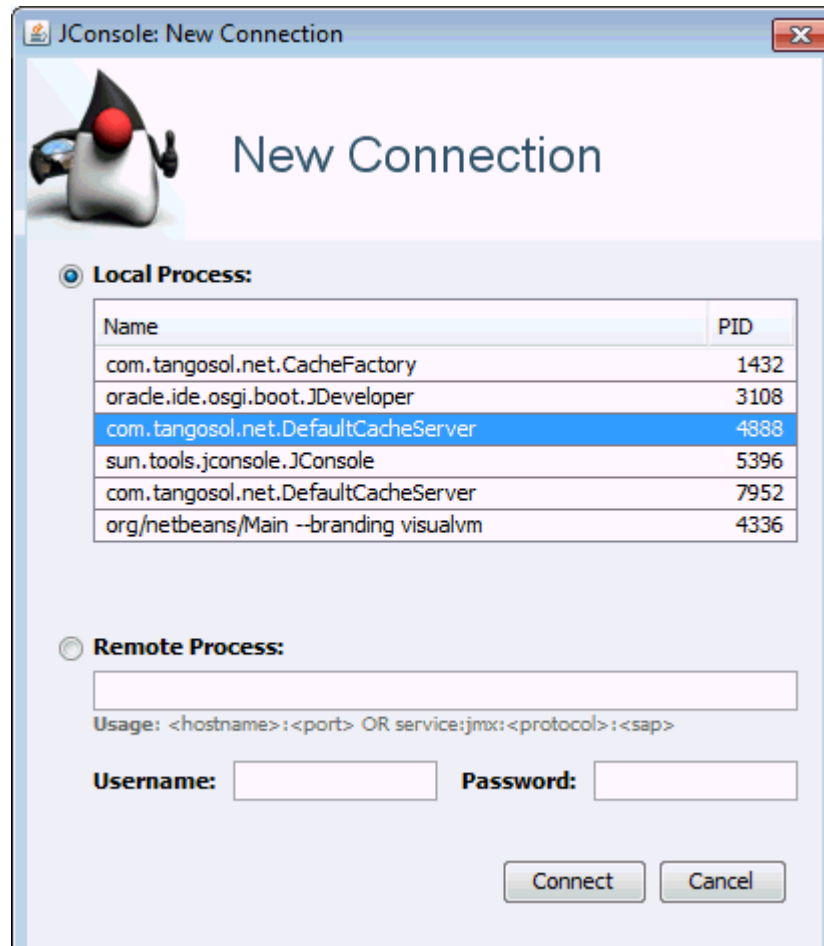 JConsole: New Connection
New Connection
Local Process:
Name PID
com.tangosol.net.CacheFactory 1432
oracle.ide.osgi.boot.JDeveloper 3108
com.tangosol.net.DefaultCacheServer 4888
sun.tools.jconsole.JConsole 5396
com.tangosol.net.DefaultCacheServer 7952
org/netbeans/Main --branding visualvm 4336
Remote Process:
Usage: <hostname>:<port> OR service:jmx:<protocol>:<sap>
Username: Password:
Connect Cancel